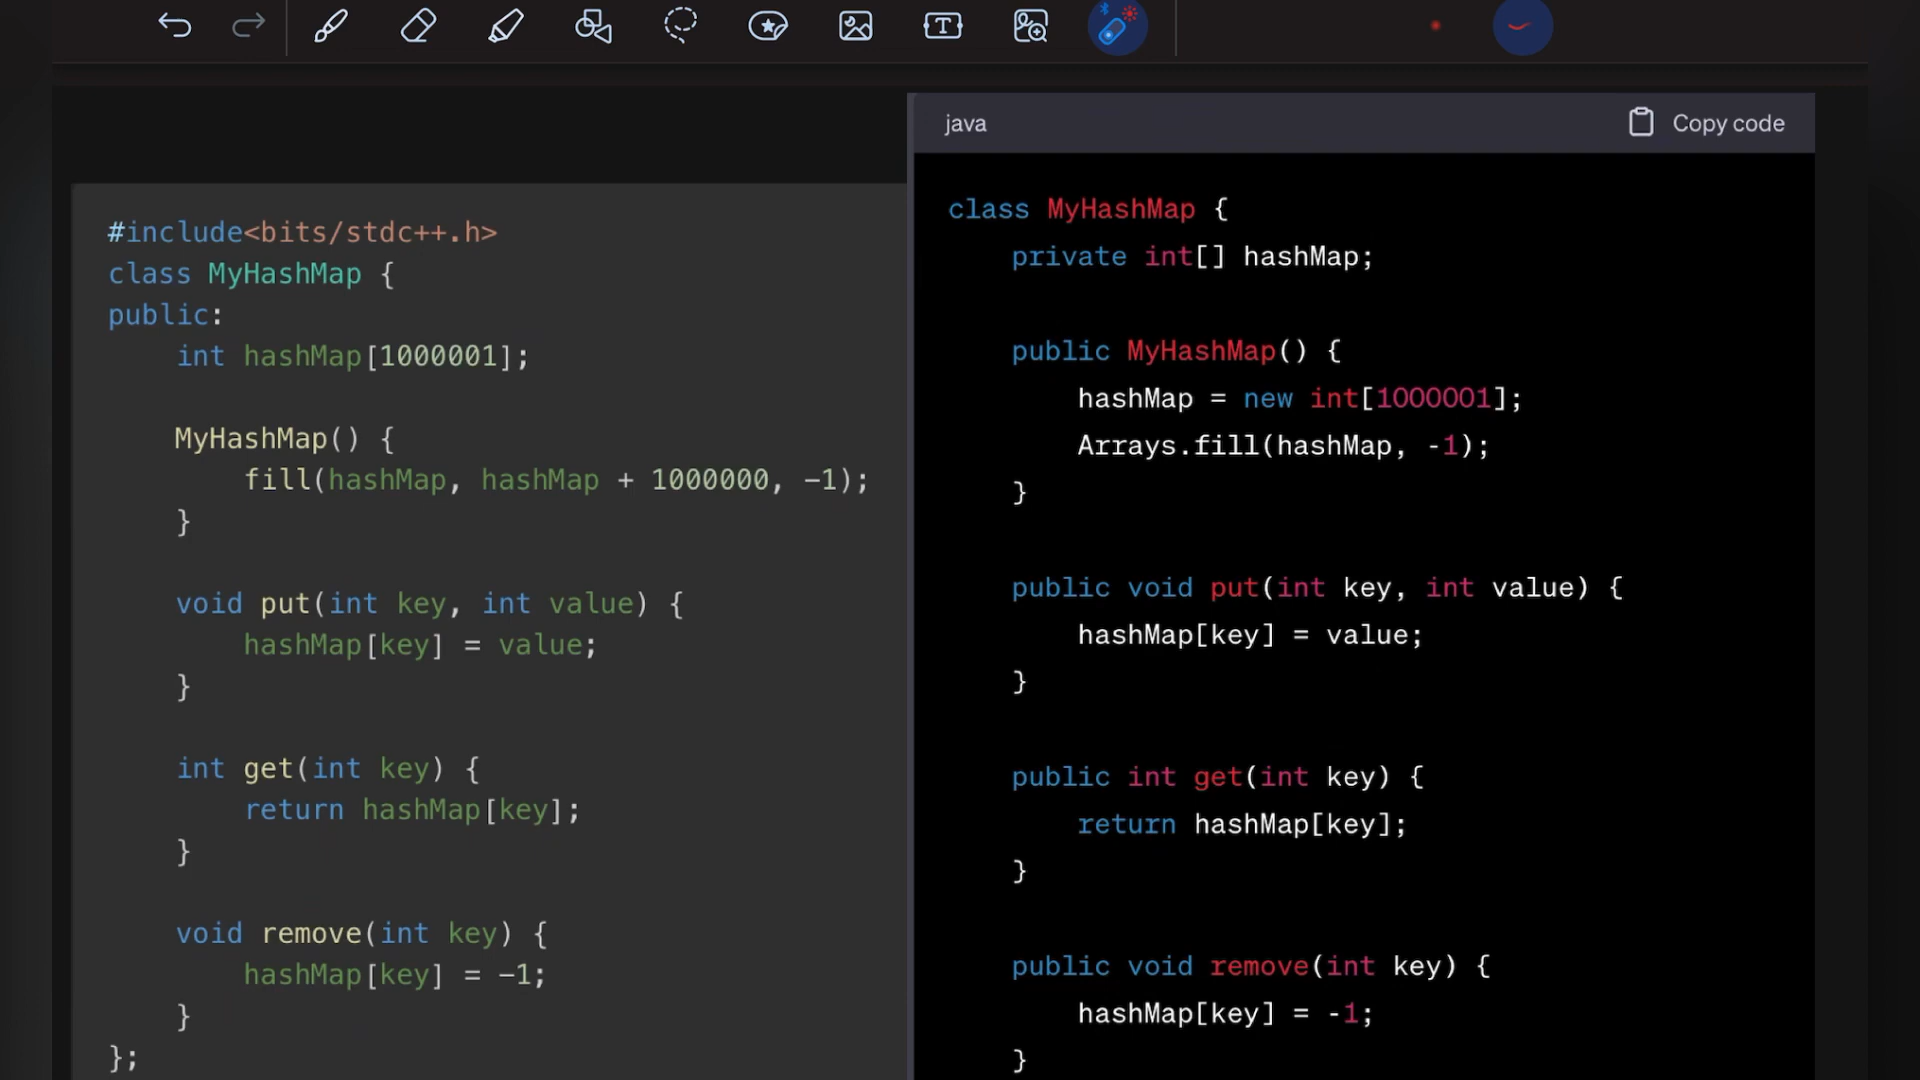 #include<bits/stdc++.h>
class MyHashMap {
public:
    int hashMap[1000001];
    MyHashMap() {
        fill(hashMap, hashMap + 1000000, -1);
    }
    void put(int key, int value) {
        hashMap[key] = value;
    }
    int get(int key) {
        return hashMap[key];
    }
    void remove(int key) {
        hashMap[key] = -1;
    }
};
java
Copy code
class MyHashMap {
    private int[] hashMap;
    public MyHashMap() {
        hashMap = new int[1000001];
        Arrays.fill(hashMap, -1);
    }
    public void put(int key, int value) {
        hashMap[key] = value;
    }
    public int get(int key) {
        return hashMap[key];
    }
    public void remove(int key) {
        hashMap[key] = -1;
    }